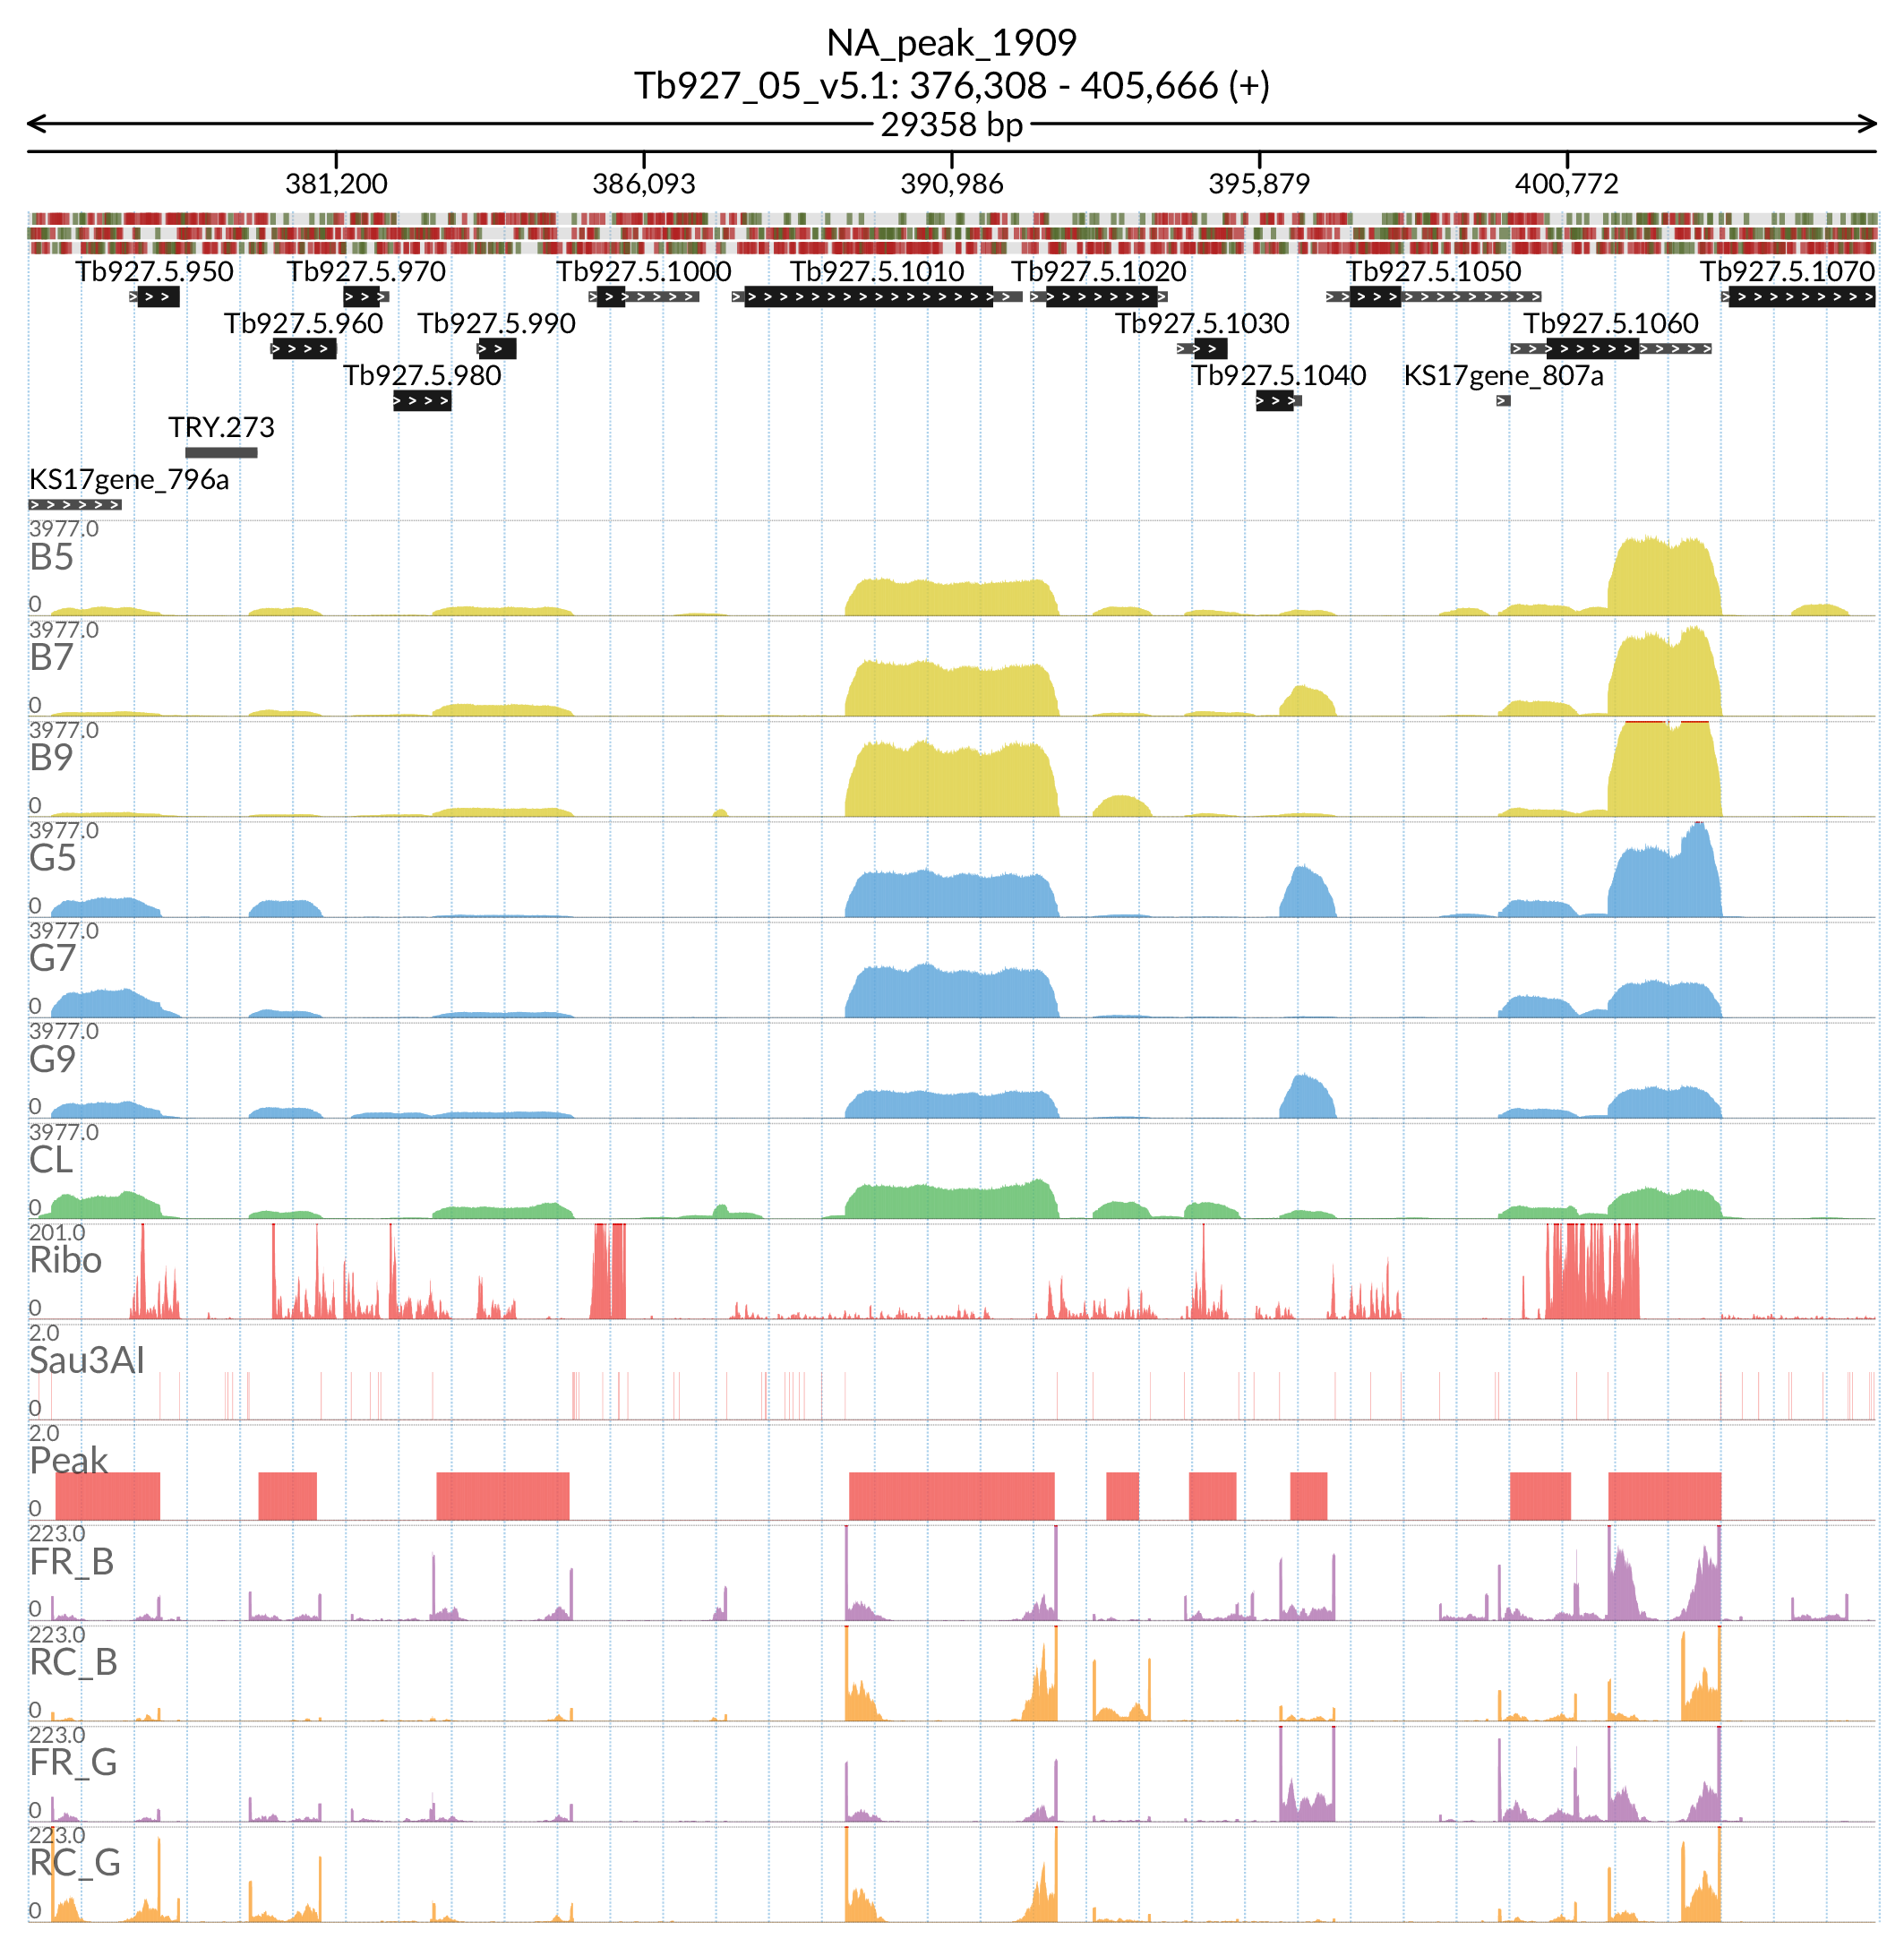 NA_peak_1909
Tb927_05_v5.1: 376,308 - 405,666 (+)
29358 bp
381,200 386,093 390,986 395,879 400,772
Tb927.5.950 Tb927.5.970 Tb927.5.1000 Tb927.5.1010 Tb927.5.1020 Tb927.5.1050 Tb927.5.1070
Tb927.5.960 Tb927.5.990 Tb927.5.1030 Tb927.5.1060
Tb927.5.980 Tb927.5.1040 KS17gene_807a
TRY.273
KS17gene_796a
3977.0
B5
0
3977.0
B7
0
3977.0
B9
0
3977.0
G5
0
3977.0
G7
0
3977.0
G9
0
3977.0
CL
0
201.0
Ribo
0
2.0
Sau3AI
0
2.0
Peak
0
223.0
FR_B
0
223.0
RC_B
0
223.0
FR_G
0
223.0
RC_G
0